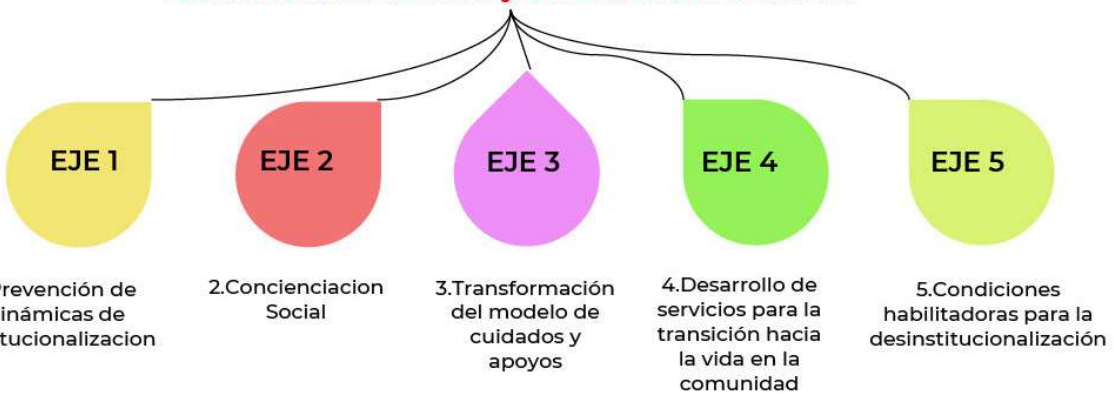 EJE 1
EJE 2
EJE 3
EJE 4
EJE 5
revención de
inámicas de
tucionalizacion
2.Concienciacion
Social
3.Transformación
del modelo de
cuidados y
apoyos
4.Desarrollo de
servicios para la
transición hacia
la vida en la
comunidad
5.Condiciones
habilitadoras para la
desinstitucionalización